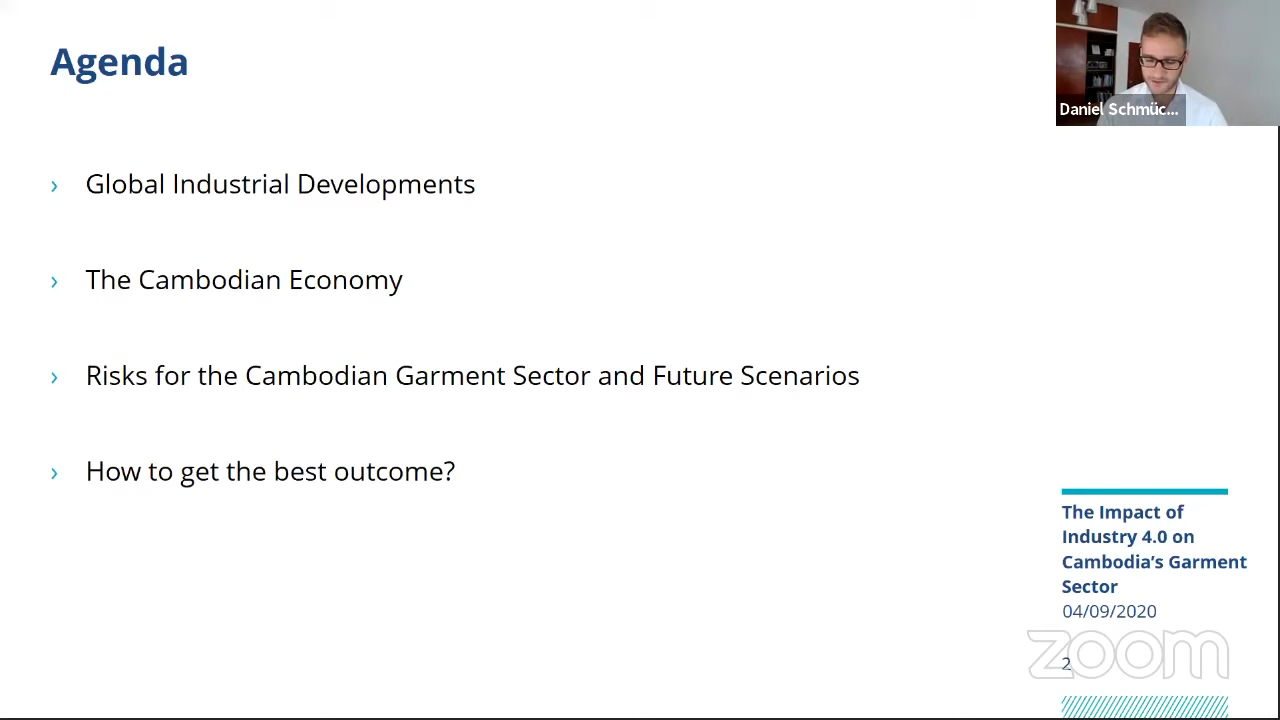 Agenda
Daniel Schmüc...
› Global Industrial Developments
› The Cambodian Economy
› Risks for the Cambodian Garment Sector and Future Scenarios
› How to get the best outcome?
The Impact of
Industry 4.0 on
Cambodia’s Garment
Sector
04/09/2020
zoom
2